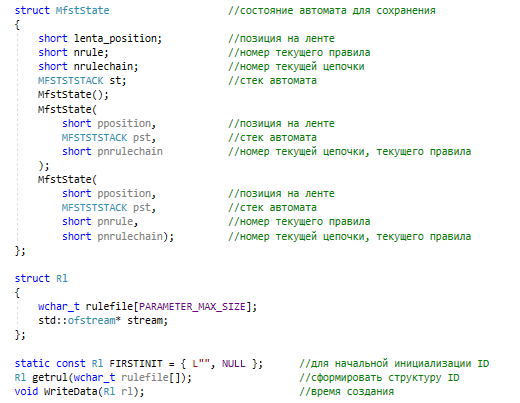 struct MfstState //состояние автомата для сохранения
{
short lenta_position; //позиция на ленте
short nrule; //номер текущего правила
short nrulechain; //номер текущей цепочки
MFSTSTSTACK st; //стек автомата
MfstState();
MfstState(
short pposition, //позиция на ленте
MFSTSTSTACK pst, //стек автомата
short pnrulechain //номер текущей цепочки, текущего правила
);
MfstState(
short pposition, //позиция на ленте
MFSTSTSTACK pst, //стек автомата
short pnrule, //номер текущего правила
short pnrulechain); //номер текущей цепочки, текущего правила
};
struct Rl
{
wchar_t rulefile[PARAMETER_MAX_SIZE];
std::ofstream* stream;
};
static const Rl FIRSTINIT = { L"", NULL }; //для начальной инициализации ID
Rl getrul(wchar_t rulefile[]); //сформировать структуру ID
void WriteData(Rl rl); //время создания